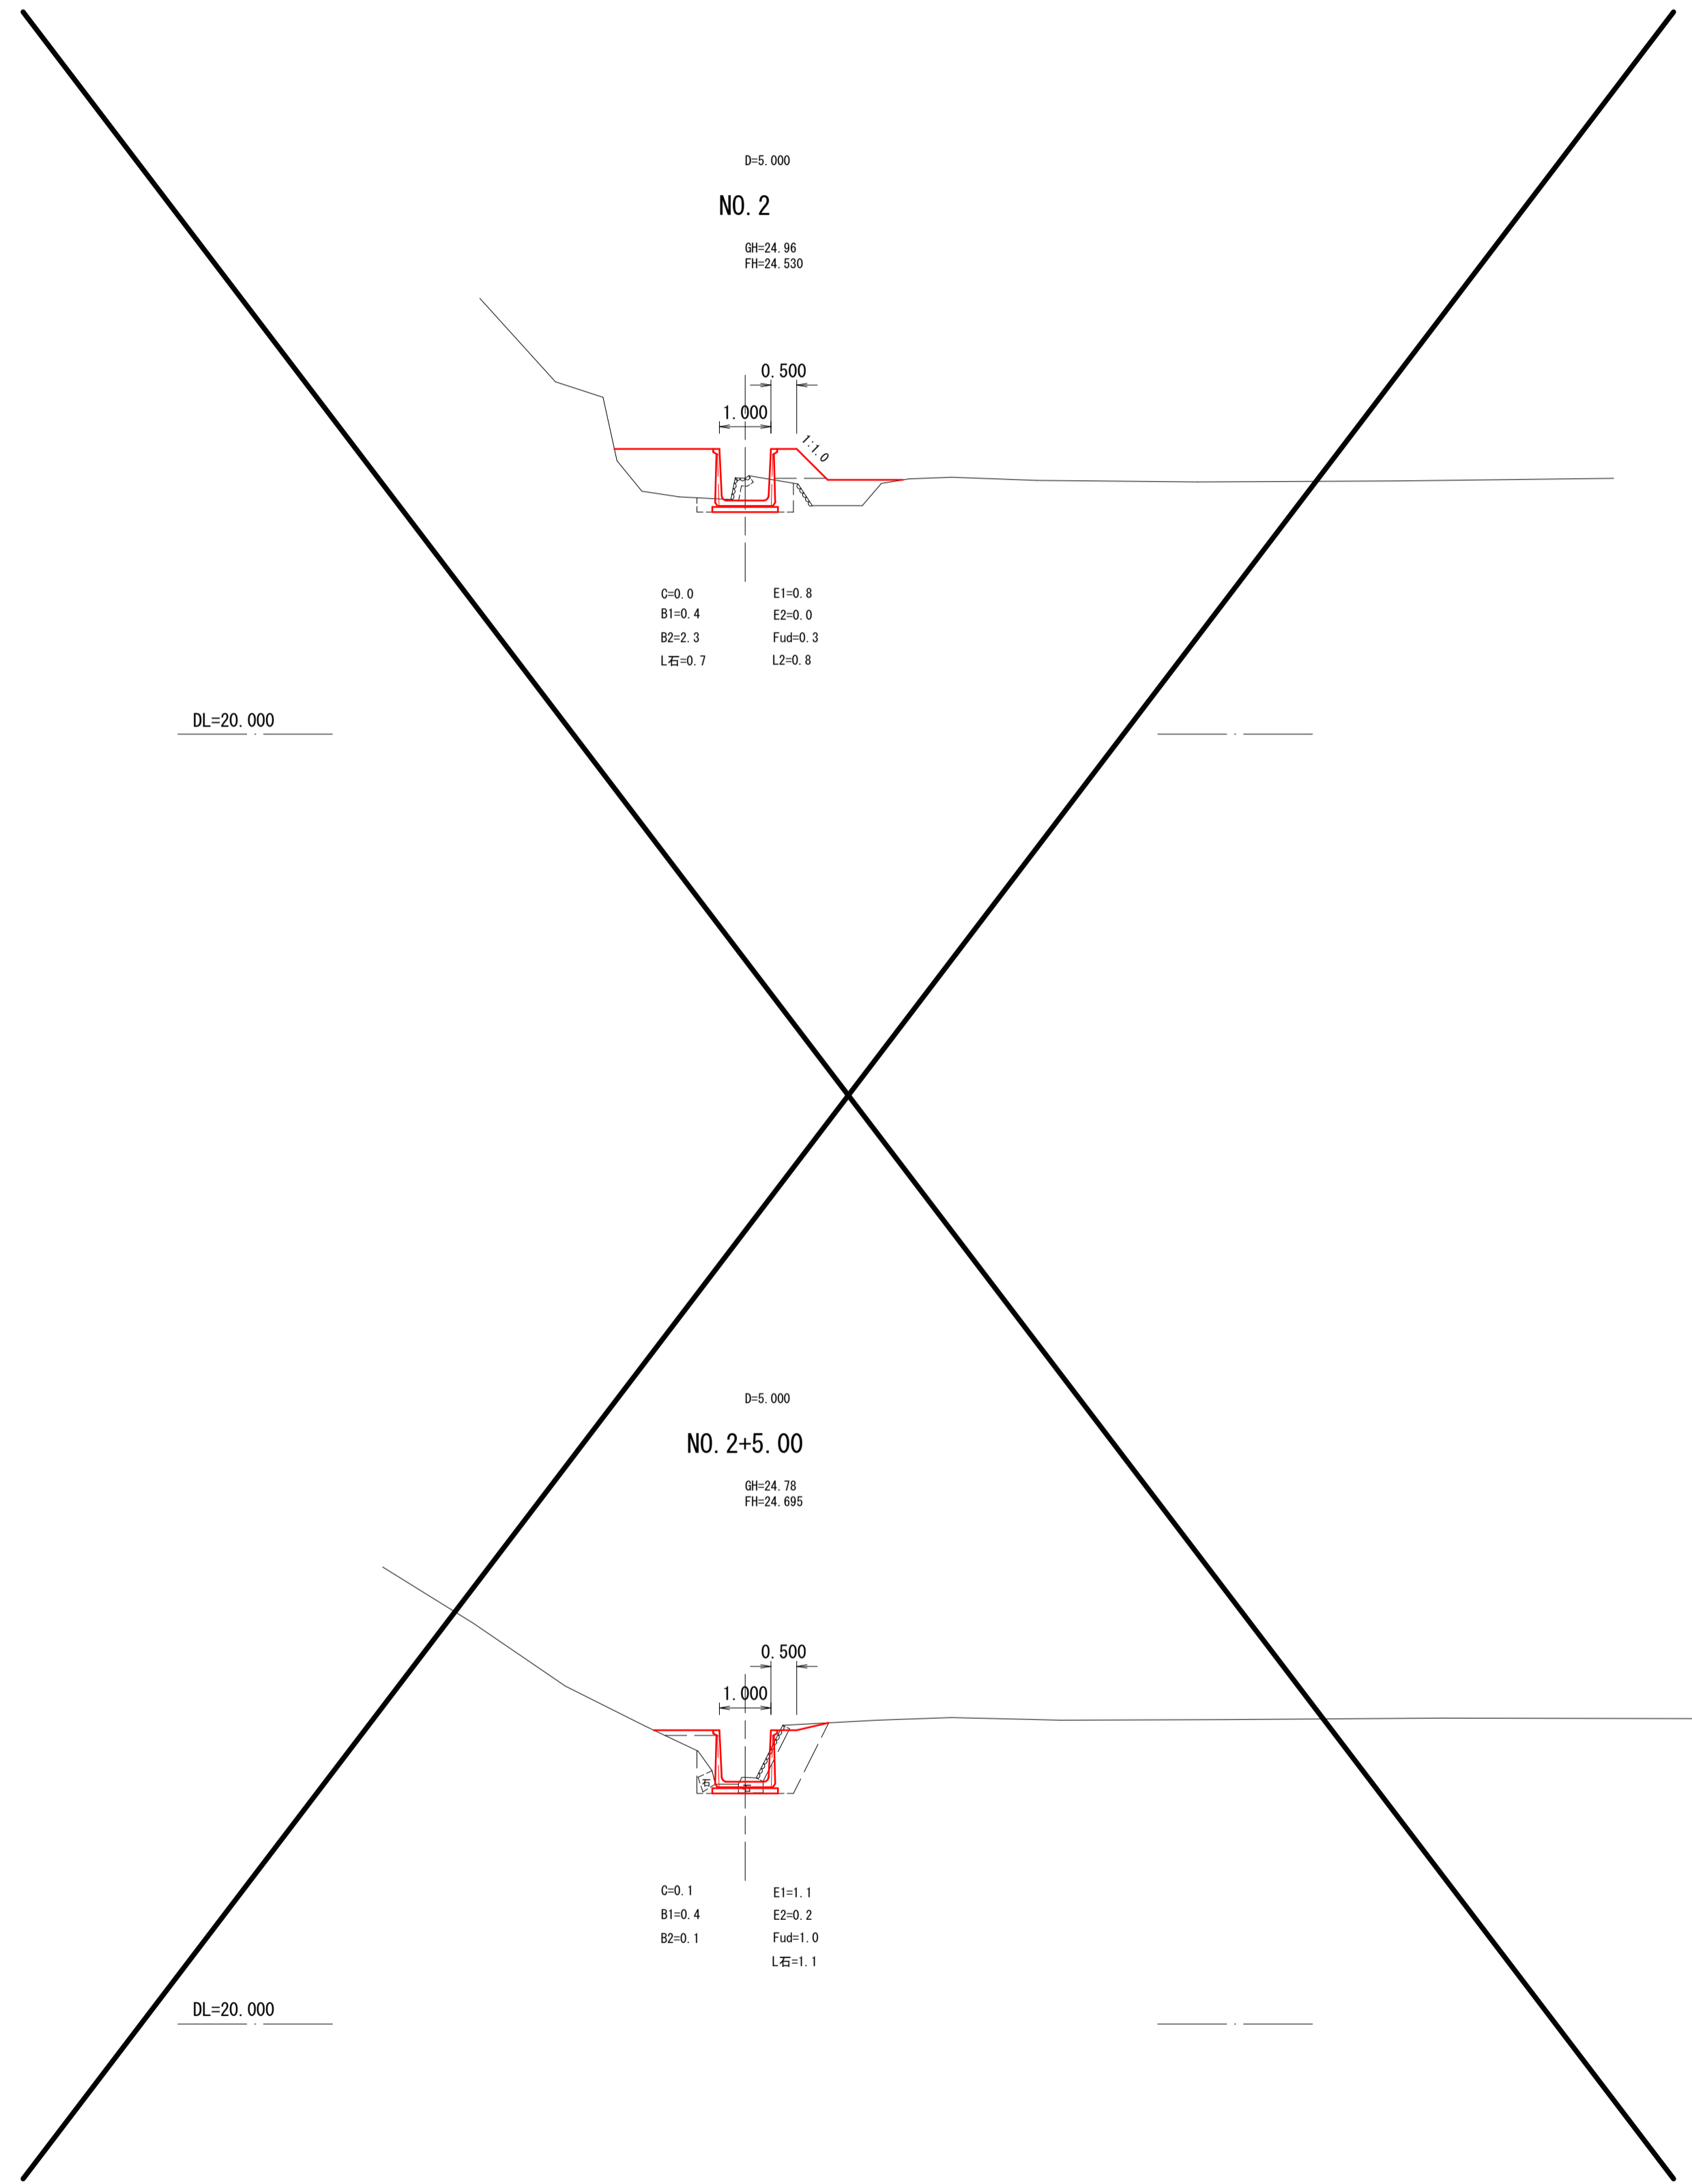 D=5.000
NO.2
GH=24.96
FH=24.530
0.500
1.000
1:1.0
C=0.0
E1=0.8
B1=0.4
E2=0.0
B2=2.3
Fud=0.3
L石=0.7
L2=0.8
DL=20.000
D=5.000
NO.2+5.00
GH=24.78
FH=24.695
0.500
1.000
石
石
C=0.1
E1=1.1
B1=0.4
E2=0.2
B2=0.1
Fud=1.0
L石=1.1
DL=20.000